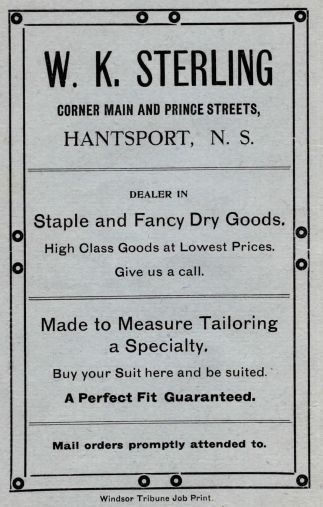 W. K. STERLING
CORNER MAIN AND PRINCE STREETS,
HANTSPORT, N. S.
DEALER IN
Staple and Fancy Dry Goods.
High Class Goods at Lowest Prices.
Give us a call.
Made to Measure Tailoring
a Specialty.
Buy your Suit here and be suited.
A Perfect Fit Guaranteed.
Mail orders promptly attended to.
Windsor Tribune Job Print.